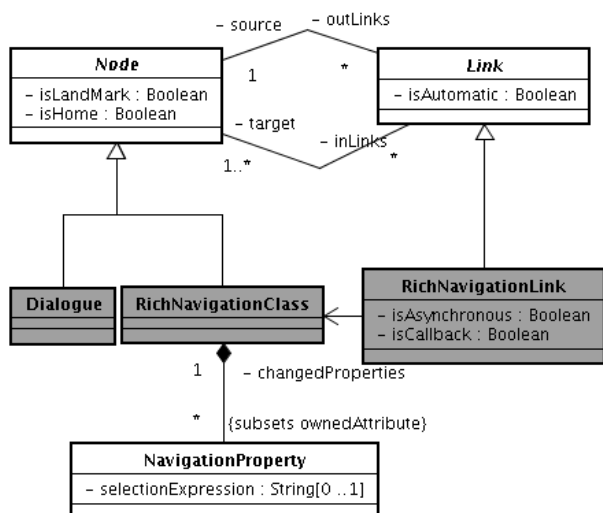 – source
– outLinks
Node
– isLandMark : Boolean
– isHome : Boolean
1
*
Link
– isAutomatic : Boolean
– target
– inLinks
1..*
*
Dialogue
RichNavigationClass
RichNavigationLink
– isAsynchronous : Boolean
– isCallback : Boolean
1
– changedProperties
*
{subsets ownedAttribute}
NavigationProperty
– selectionExpression : String[0 ..1]